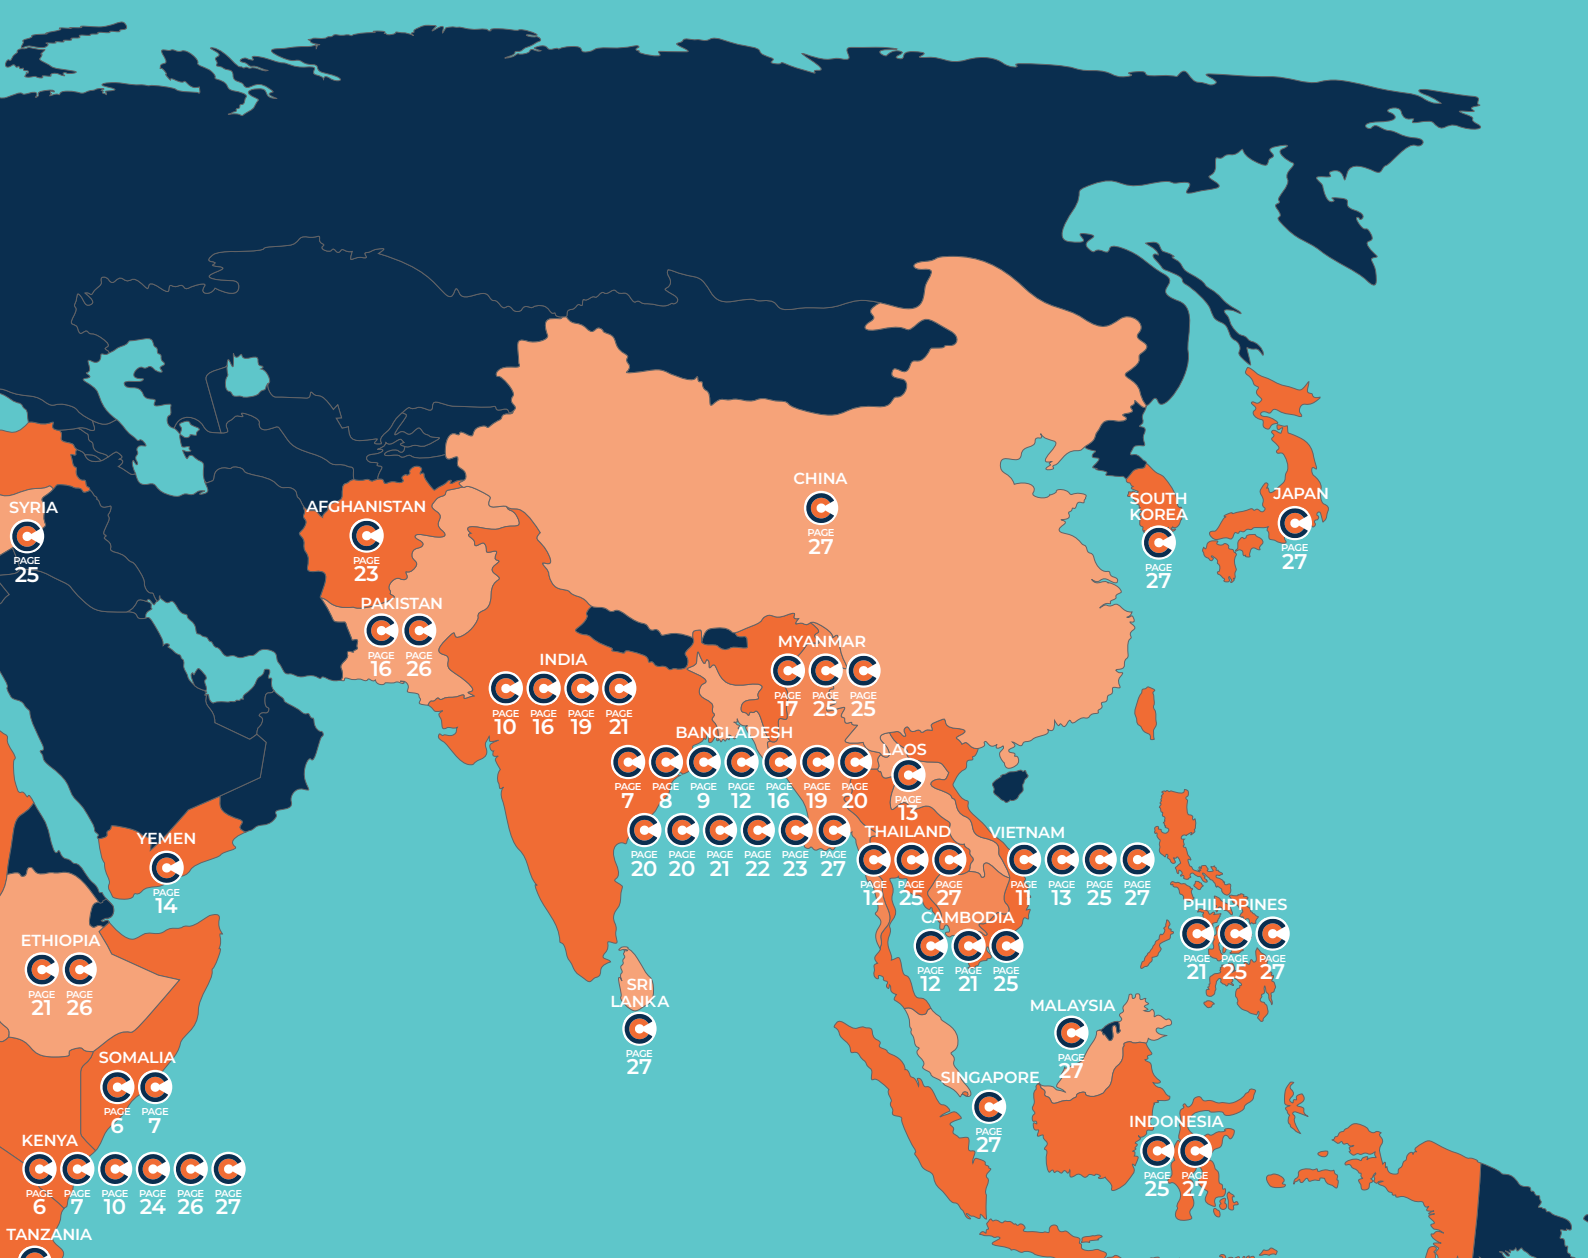 CHINA
PAGE
27
SOUTH
KOREA
PAGE
27
JAPAN
PAGE
27
SYRIA
PAGE
25
AFGHANISTAN
PAGE
23
PAKISTAN
PAGE PAGE
16 26
INDIA
PAGE PAGE PAGE PAGE
10 16 19 21
MYANMAR
PAGE PAGE PAGE
17 25 25
BANGLADESH
PAGE PAGE PAGE PAGE PAGE PAGE PAGE
7 8 9 12 16 19 20
PAGE PAGE PAGE PAGE PAGE PAGE
20 20 21 22 23 27
LAOS
PAGE
13
THAILAND
PAGE PAGE PAGE
12 25 27
VIETNAM
PAGE PAGE PAGE PAGE
11 13 25 27
YEMEN
PAGE
14
CAMBODIA
PAGE PAGE PAGE
12 21 25
PHILIPPINES
PAGE PAGE PAGE
21 25 27
ETHIOPIA
PAGE PAGE
21 26
SRI
LANKA
PAGE
27
MALAYSIA
PAGE
27
SOMALIA
PAGE PAGE
6 7
SINGAPORE
PAGE
27
INDONESIA
PAGE PAGE
25 27
KENYA
PAGE PAGE PAGE PAGE PAGE PAGE
6 7 10 24 26 27
TANZANIA